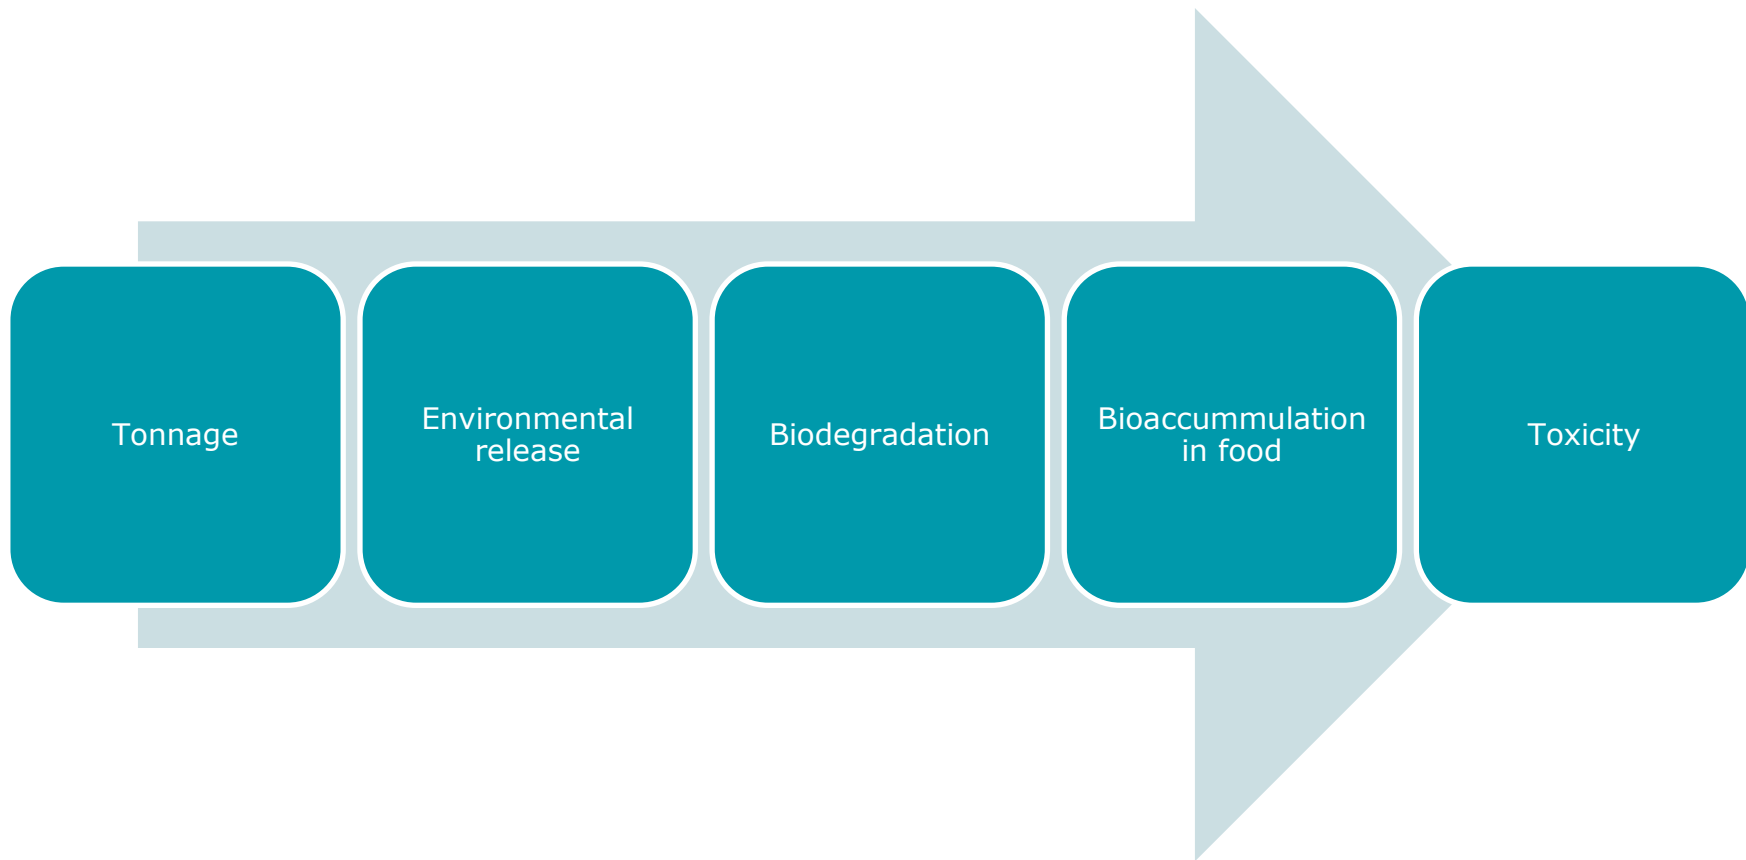 Tonnage
Environmental
release
Biodegradation
Bioaccummulation
in food
Toxicity